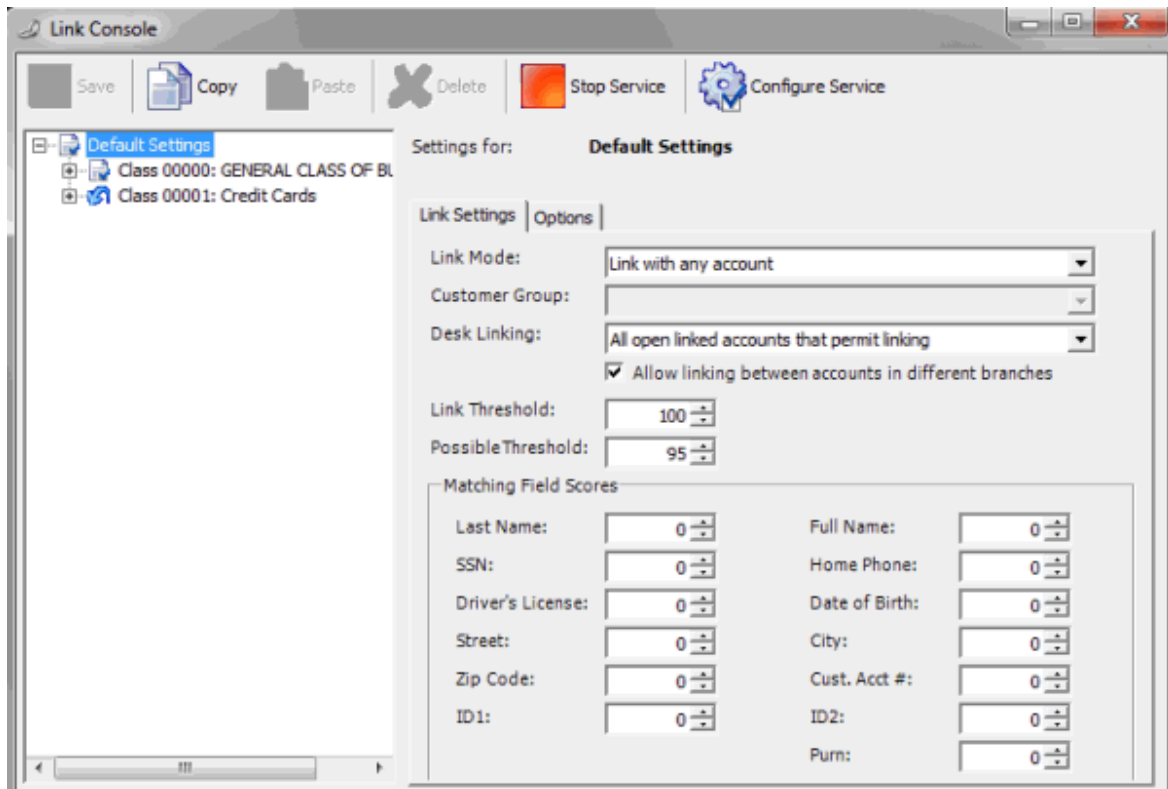 Link Console
Save Copy Paste Delete Stop Service Configure Service
Default Settings
Class 00000: GENERAL CLASS OF BU
Class 00001: Credit Cards
Settings for: Default Settings
Link Settings Options
Link Mode: Link with any account
Customer Group:
Desk Linking: All open linked accounts that permit linking
Allow linking between accounts in different branches
Link Threshold: 100
Possible Threshold: 95
Matching Field Scores
Last Name: 0 Full Name: 0
SSN: 0 Home Phone: 0
Driver's License: 0 Date of Birth: 0
Street: 0 City: 0
Zip Code: 0 Cust. Acct #: 0
ID1: 0 ID2: 0
Purn: 0